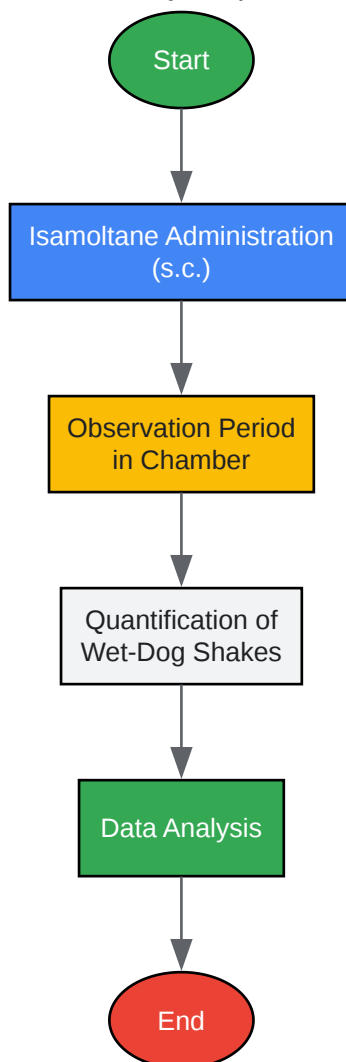 Start
Isamoltane Administration
(s.c.)
Observation Period
in Chamber
Quantification of
Wet-Dog Shakes
Data Analysis
End